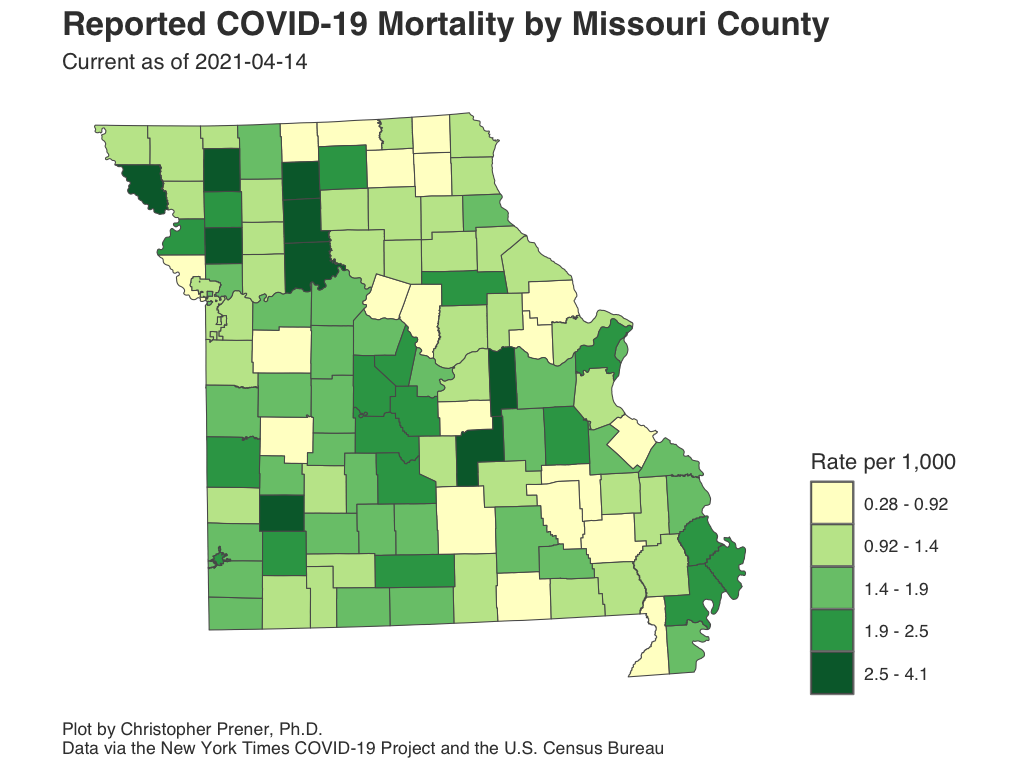 Reported COVID-19 Mortality by Missouri County
Current as of 2021-04-14
Rate per 1,000
0.28 - 0.92
0.92 - 1.4
1.4 - 1.9
1.9 - 2.5
2.5 - 4.1
Plot by Christopher Prener, Ph.D.
Data via the New York Times COVID-19 Project and the U.S. Census Bureau